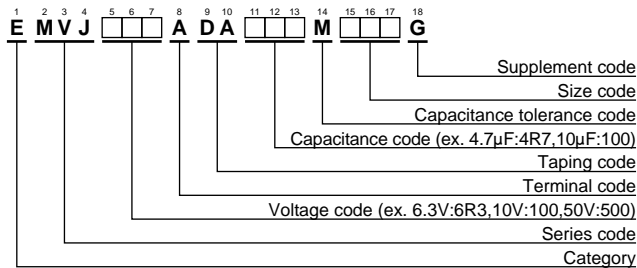 1 2 3 4 5 6 7 8 9 10 11 12 13 14 15 16 17 18
E M V J A D A M G
Supplement code
Size code
Capacitance tolerance code
Capacitance code (ex. 4.7µF:4R7,10µF:100)
Taping code
Terminal code
Voltage code (ex. 6.3V:6R3,10V:100,50V:500)
Series code
Category